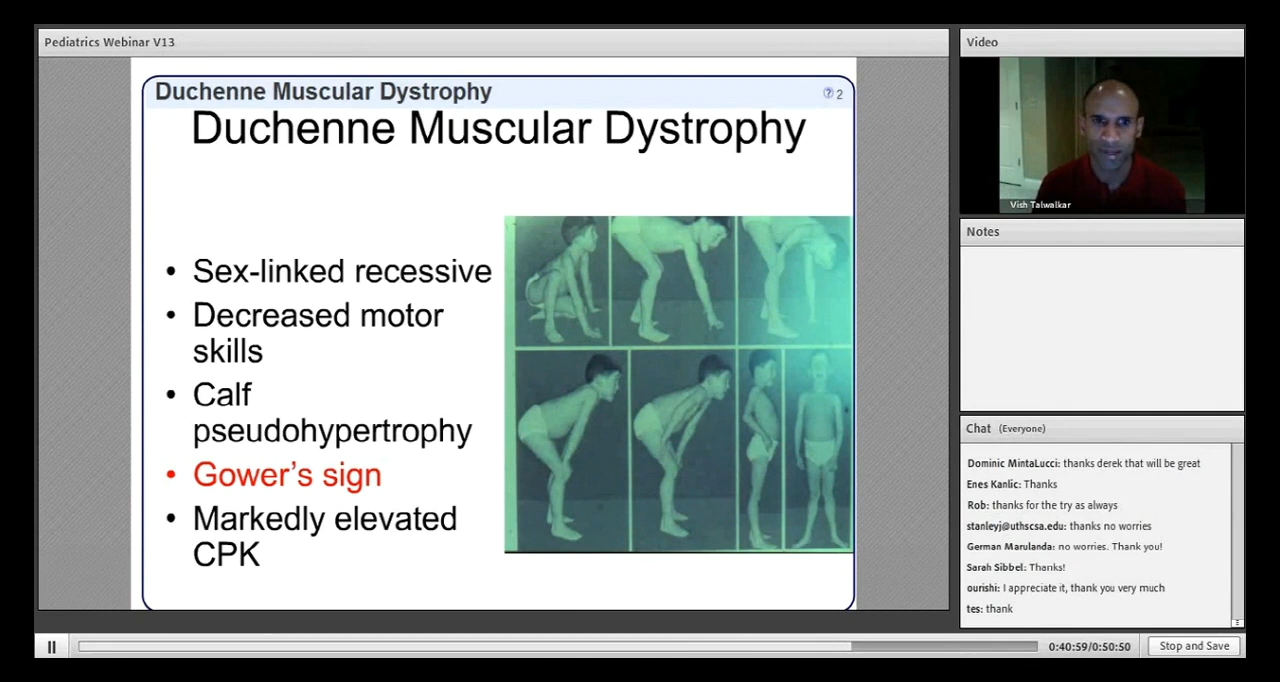 Pediatrics Webinar V13
Duchenne Muscular Dystrophy
2
Duchenne Muscular Dystrophy
• Sex-linked recessive
• Decreased motor
skills
• Calf
pseudohypertrophy
• Gower's sign
• Markedly elevated
CPK
Video
Vish Talwalkar
Notes
Chat (Everyone)
Dominic MintaLucci: thanks derek that will be great
Enes Kanlic: Thanks
Rob: thanks for the try as always
stanleyj@uthscsa.edu: thanks no worries
German Marulanda: no worries. Thank you!
Sarah Sibbel: Thanks!
ourishi: I appreciate it, thank you very much
tes: thank
0:40:59/0:50:50
Stop and Save